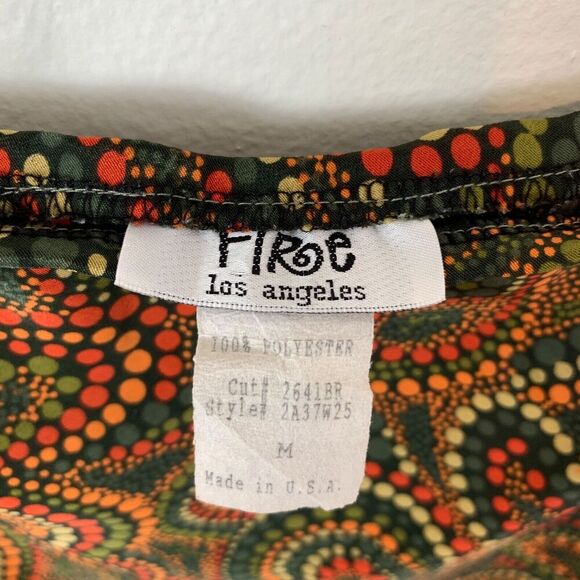 FIRe
los angeles
100% POLYESTER
Cut# 2641BR
Style# 2A37W25
M
Made in U.S.A.